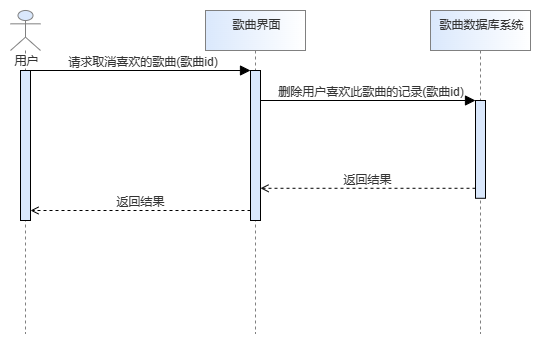 歌曲界面
歌曲数据库系统
用户
请求取消喜欢的歌曲(歌曲id)
删除用户喜欢此歌曲的记录(歌曲id)
返回结果
返回结果